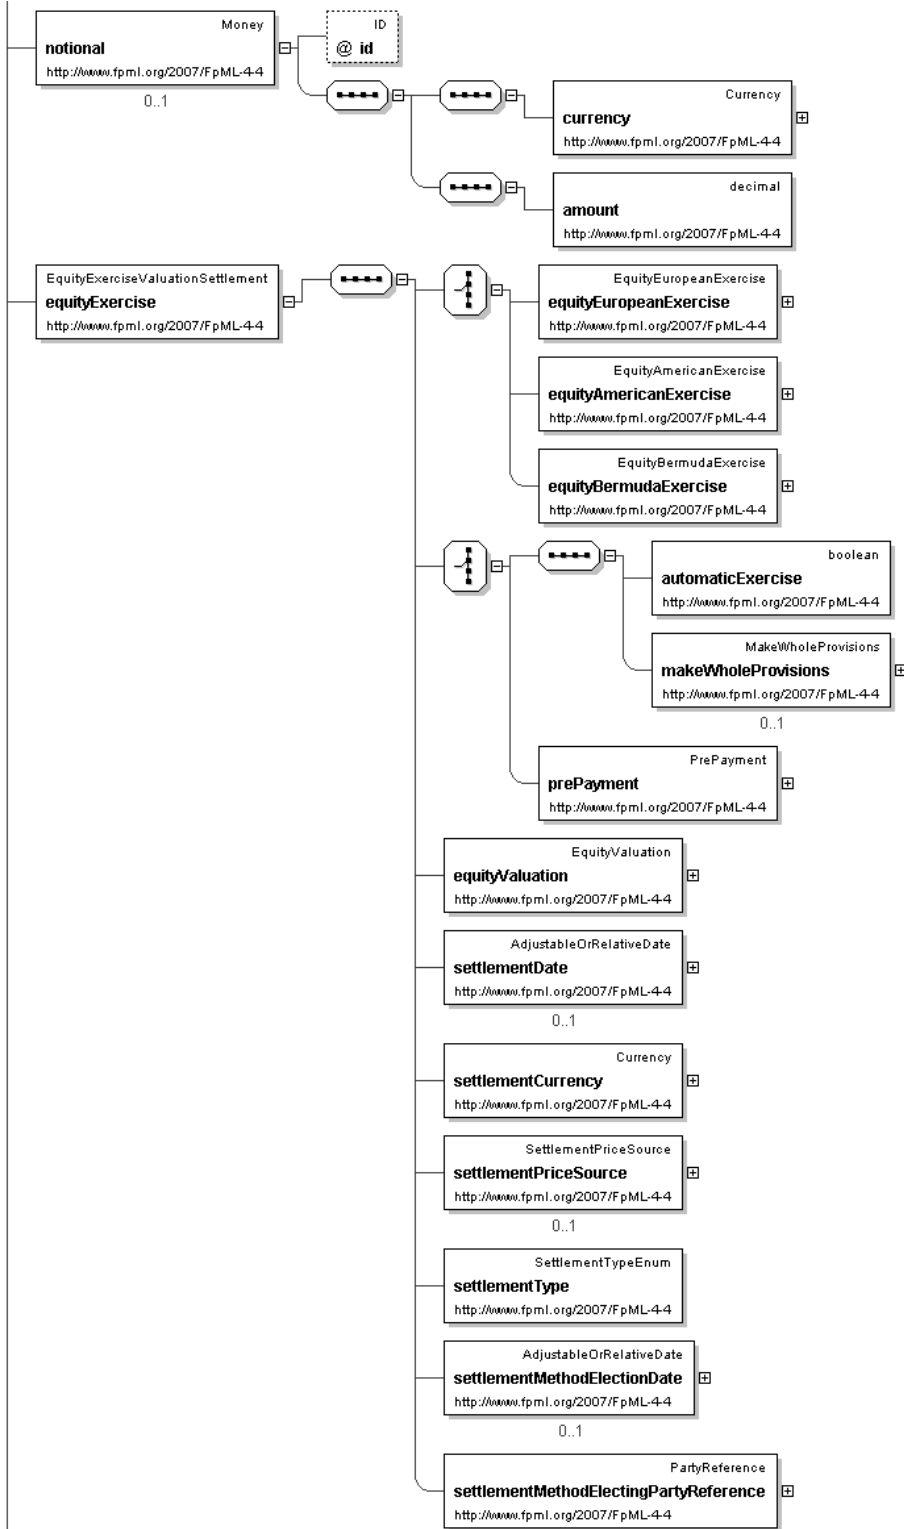 Money
notional
http://www.fpml.org/2007/FpML-4-4
0..1
ID
@ id
Currency
currency
http://www.fpml.org/2007/FpML-4-4
decimal
amount
http://www.fpml.org/2007/FpML-4-4
EquityExerciseValuationSettlement
equityExercise
http://www.fpml.org/2007/FpML-4-4
EquityEuropeanExercise
equityEuropeanExercise
http://www.fpml.org/2007/FpML-4-4
EquityAmericanExercise
equityAmericanExercise
http://www.fpml.org/2007/FpML-4-4
EquityBermudaExercise
equityBermudaExercise
http://www.fpml.org/2007/FpML-4-4
boolean
automaticExercise
http://www.fpml.org/2007/FpML-4-4
MakeWholeProvisions
makeWholeProvisions
http://www.fpml.org/2007/FpML-4-4
0..1
PrePayment
prePayment
http://www.fpml.org/2007/FpML-4-4
EquityValuation
equityValuation
http://www.fpml.org/2007/FpML-4-4
AdjustableOrRelativeDate
settlementDate
http://www.fpml.org/2007/FpML-4-4
0..1
Currency
settlementCurrency
http://www.fpml.org/2007/FpML-4-4
SettlementPriceSource
settlementPriceSource
http://www.fpml.org/2007/FpML-4-4
0..1
SettlementTypeEnum
settlementType
http://www.fpml.org/2007/FpML-4-4
AdjustableOrRelativeDate
settlementMethodElectionDate
http://www.fpml.org/2007/FpML-4-4
0..1
PartyReference
settlementMethodElectingPartyReference
http://www.fpml.org/2007/FpML-4-4